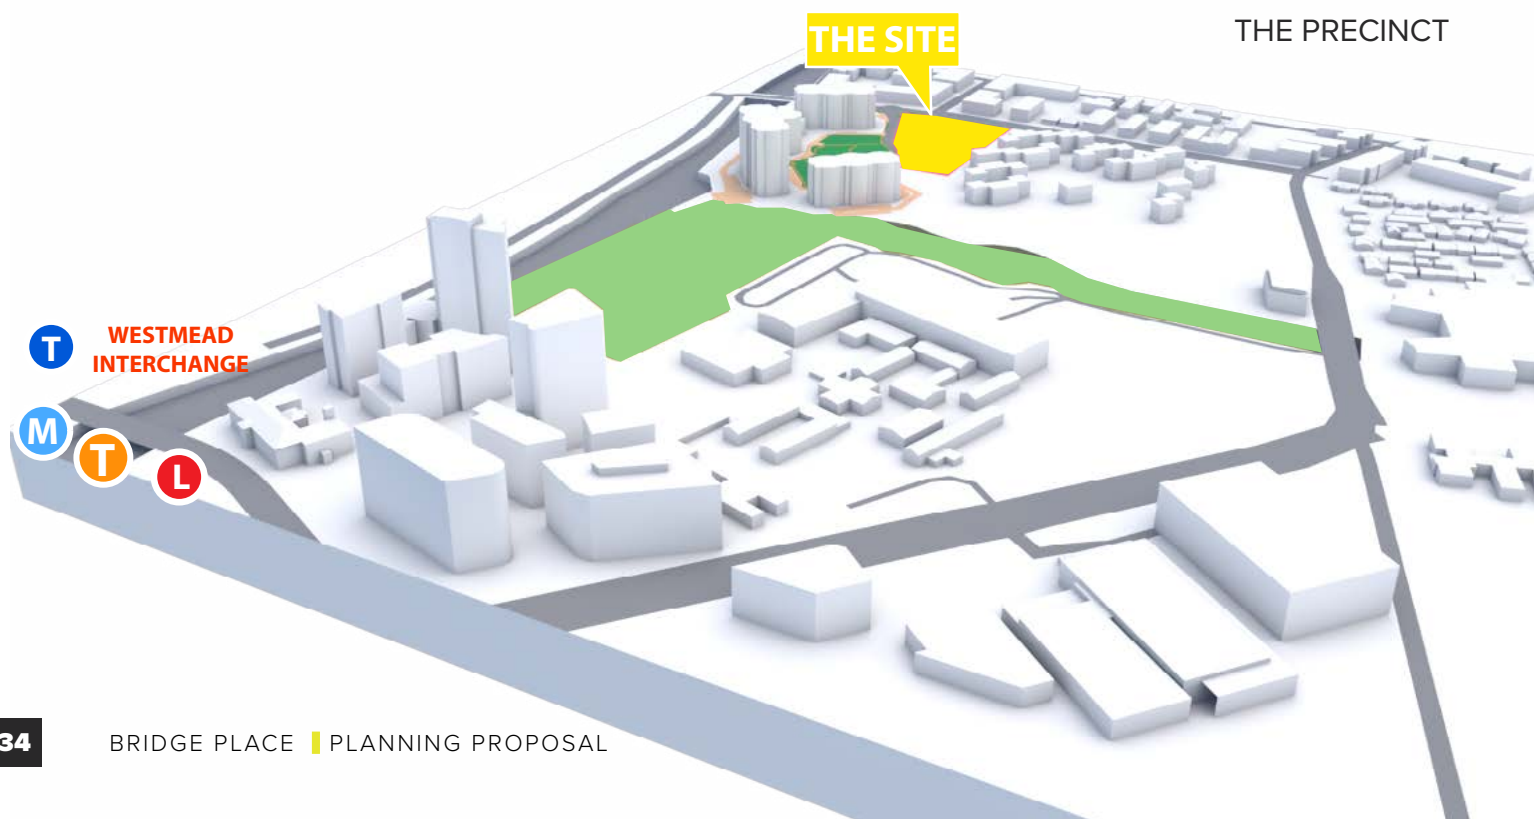 THE PRECINCT
THE SITE
T
WESTMEAD
INTERCHANGE
M
T
L
34
BRIDGE PLACE PLANNING PROPOSAL